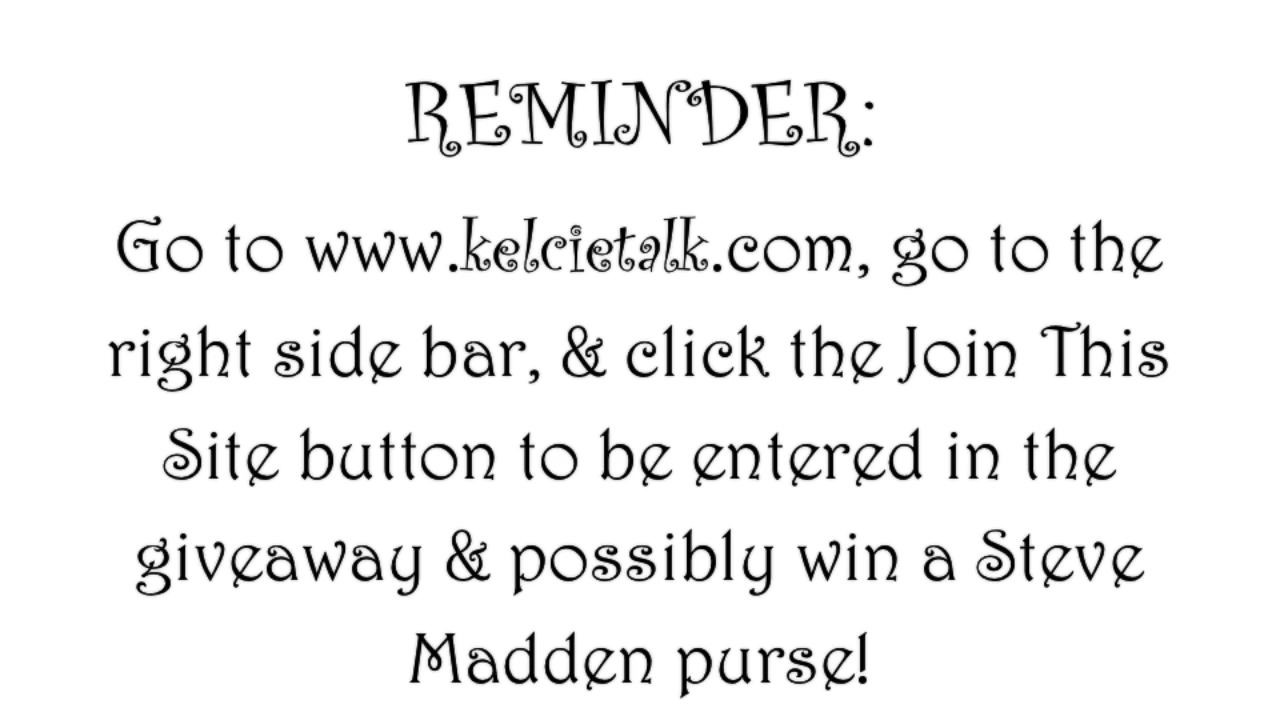 REMINDER:
Go to www.kelcietalk.com, go to the
right side bar, & click the Join This
Site button to be entered in the
giveaway & possibly win a Steve
Madden purse!